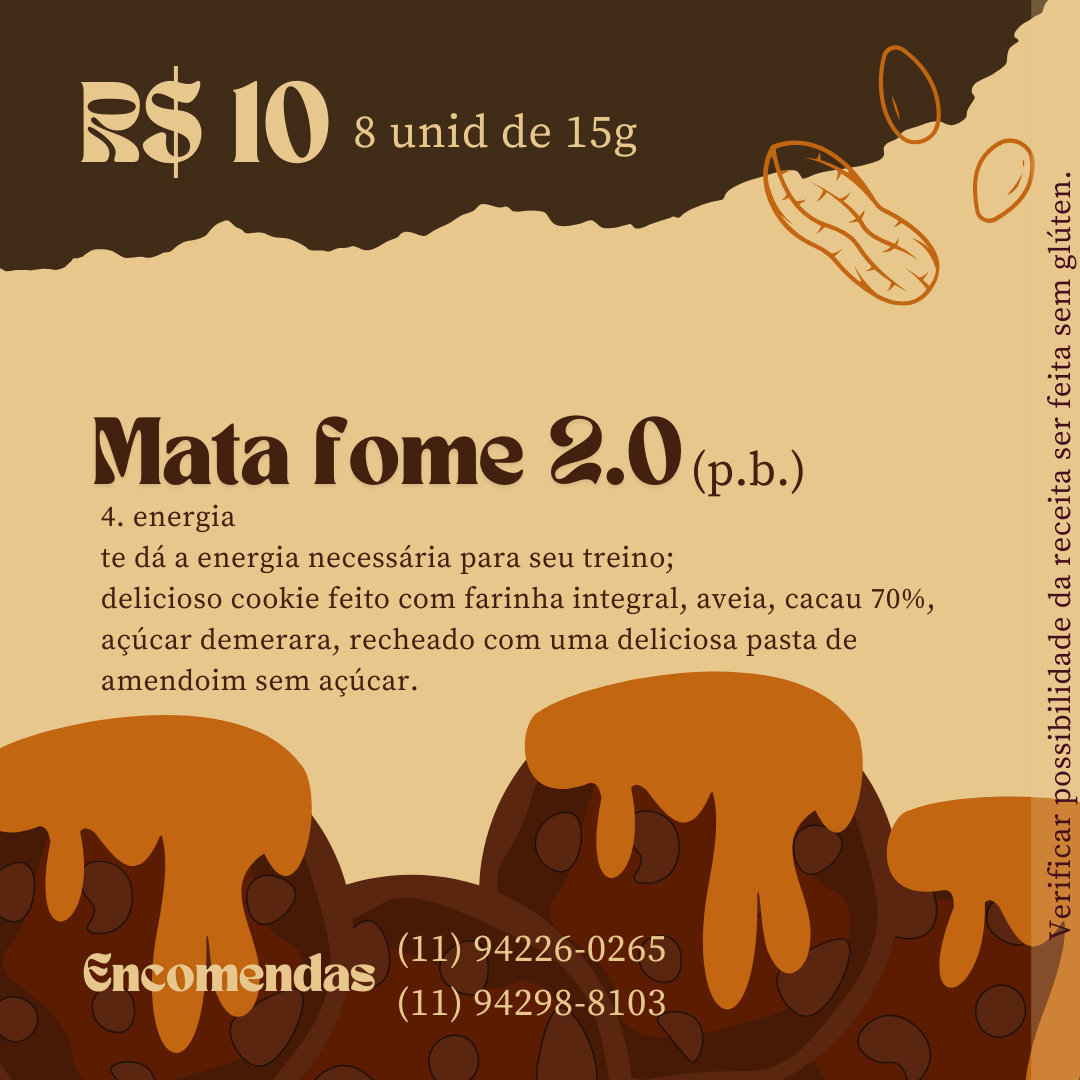 R$ 10 8 unid de 15g
Mata fome 2.0 (p.b.)
4. energia
te dá a energia necessária para seu treino;
delicioso cookie feito com farinha integral, aveia, cacau 70%,
açúcar demerara, recheado com uma deliciosa pasta de
amendoim sem açúcar.
Verificar possibilidade da receita ser feita sem glúten.
Encomendas
(11) 94226-0265
(11) 94298-8103